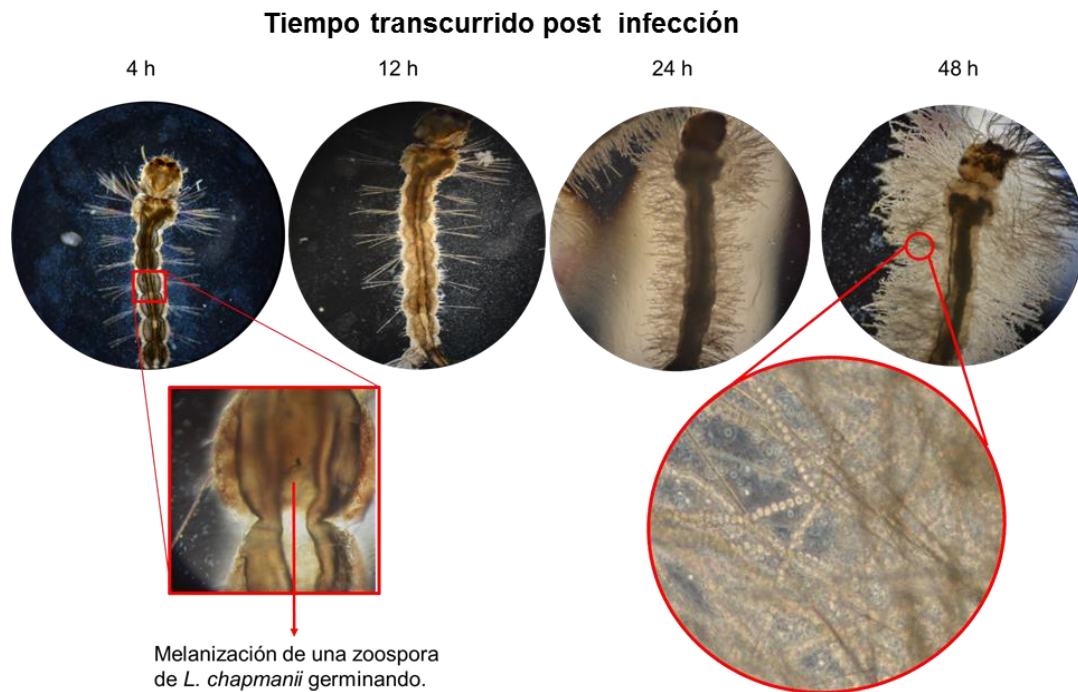 Tiempo transcurrido post infección
4 h
12 h
24 h
48 h
Melanización de una zoospora
de L. chapmanii germinando.